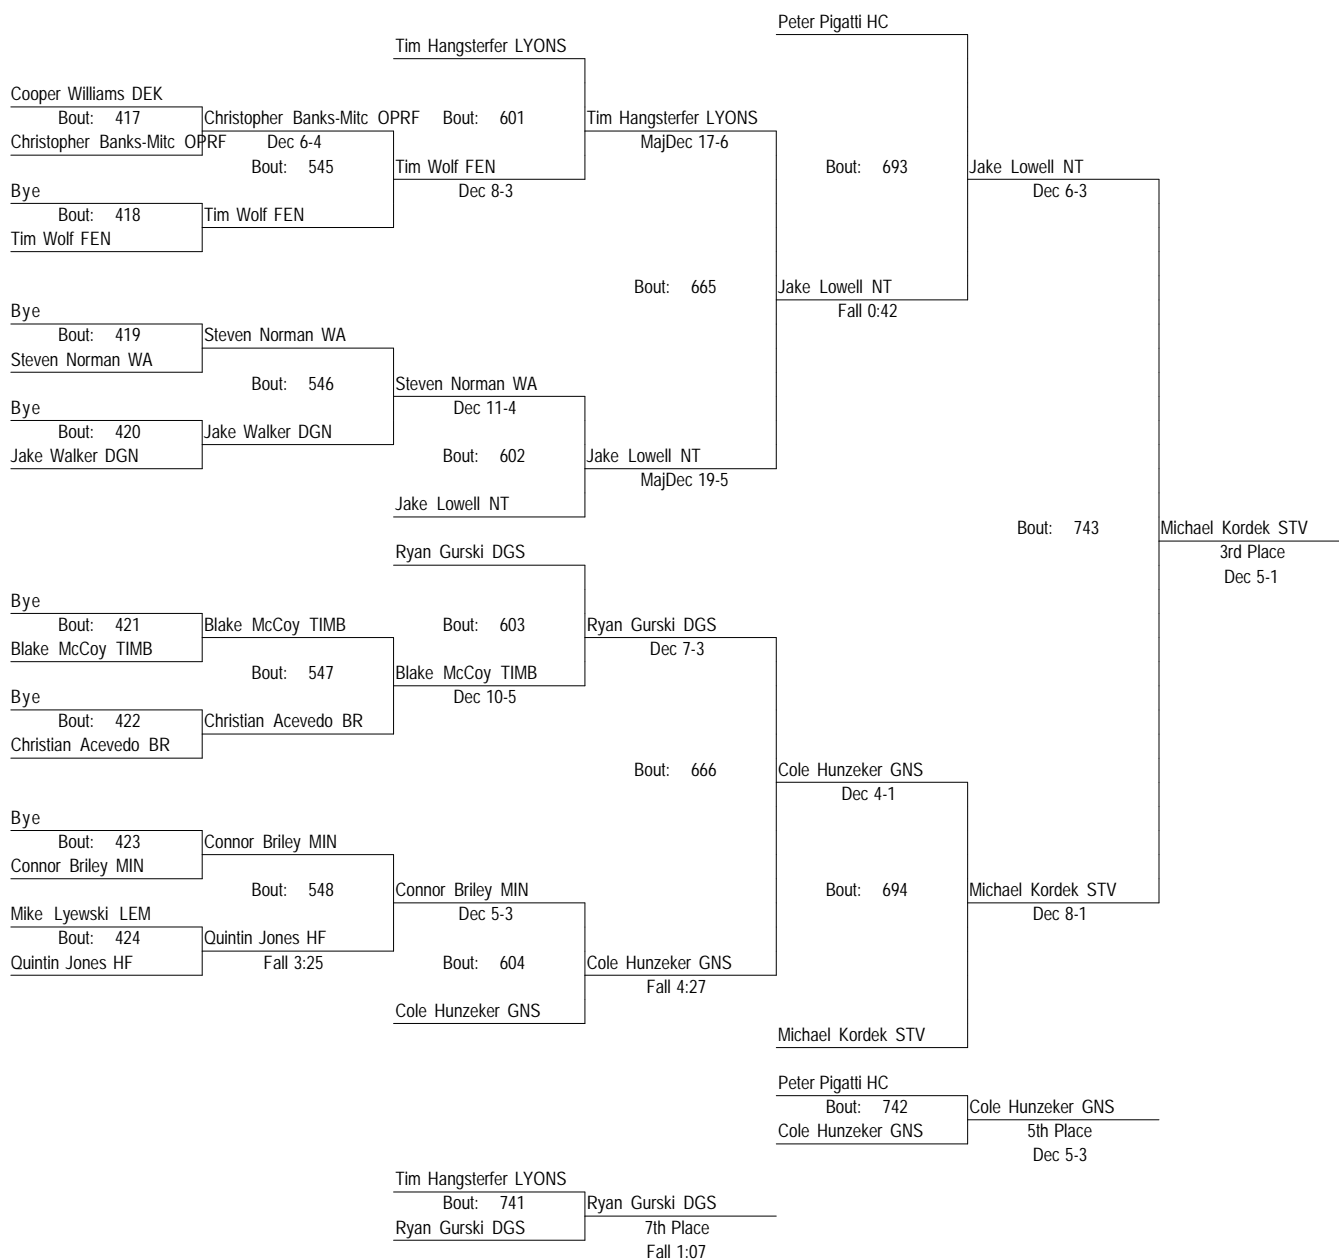 Peter Pigatti HC
Tim Hangsterfer LYONS
Cooper Williams DEK
Bout: 417
Christopher Banks-Mitc OPRF
Christopher Banks-Mitc OPRF
Dec 6-4
Bout: 601
Tim Hangsterfer LYONS
MajDec 17-6
Bout: 545
Tim Wolf FEN
Dec 8-3
Bout: 693
Jake Lowell NT
Dec 6-3
Bye
Bout: 418
Tim Wolf FEN
Tim Wolf FEN
Bout: 665
Jake Lowell NT
Fall 0:42
Bye
Bout: 419
Steven Norman WA
Steven Norman WA
Bout: 546
Steven Norman WA
Dec 11-4
Bye
Bout: 420
Jake Walker DGN
Jake Walker DGN
Bout: 602
Jake Lowell NT
MajDec 19-5
Jake Lowell NT
Bout: 743
Michael Kordek STV
3rd Place
Dec 5-1
Ryan Gurski DGS
Bye
Bout: 421
Blake McCoy TIMB
Blake McCoy TIMB
Bout: 603
Ryan Gurski DGS
Dec 7-3
Bout: 547
Blake McCoy TIMB
Dec 10-5
Bye
Bout: 422
Christian Acevedo BR
Christian Acevedo BR
Bout: 666
Cole Hunzeker GNS
Dec 4-1
Bye
Bout: 423
Connor Briley MIN
Connor Briley MIN
Bout: 548
Connor Briley MIN
Dec 5-3
Bout: 694
Michael Kordek STV
Dec 8-1
Mike Lyewski LEM
Bout: 424
Quintin Jones HF
Quintin Jones HF
Fall 3:25
Bout: 604
Cole Hunzeker GNS
Fall 4:27
Cole Hunzeker GNS
Michael Kordek STV
Peter Pigatti HC
Bout: 742
Cole Hunzeker GNS
Cole Hunzeker GNS
5th Place
Dec 5-3
Tim Hangsterfer LYONS
Bout: 741
Ryan Gurski DGS
Ryan Gurski DGS
7th Place
Fall 1:07